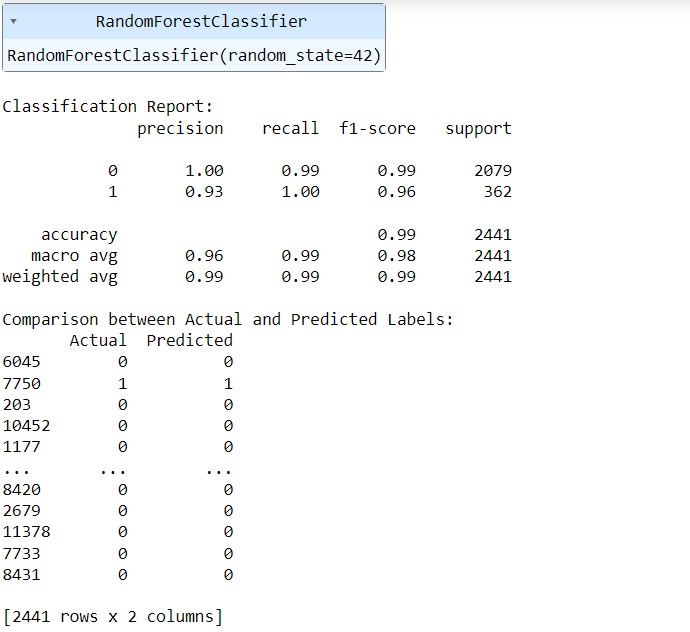 RandomForestClassifier
RandomForestClassifier(random_state=42)
Classification Report:
precision recall f1-score support
0 1.00 0.99 0.99 2079
1 0.93 1.00 0.96 362
accuracy 0.99 2441
macro avg 0.96 0.99 0.98 2441
weighted avg 0.99 0.99 0.99 2441
Comparison between Actual and Predicted Labels:
Actual Predicted
6045 0 0
7750 1 1
203 0 0
10452 0 0
1177 0 0
... ... ...
8420 0 0
2679 0 0
11378 0 0
7733 0 0
8431 0 0
[2441 rows x 2 columns]